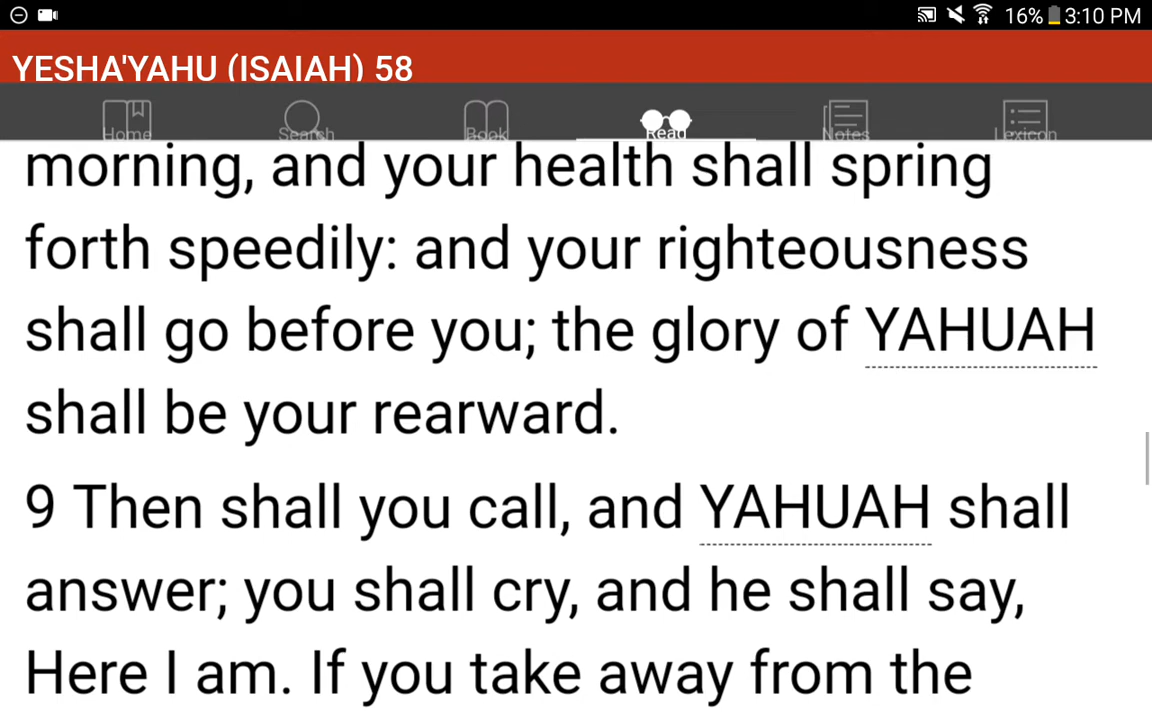 16% 3:10 PM
YESHA'YAHU (ISAIAH) 58
Home Search Book Read Notes Lexicon
morning, and your health shall spring
forth speedily: and your righteousness
shall go before you; the glory of YAHUAH
shall be your rearward.
9 Then shall you call, and YAHUAH shall
answer; you shall cry, and he shall say,
Here I am. If you take away from the